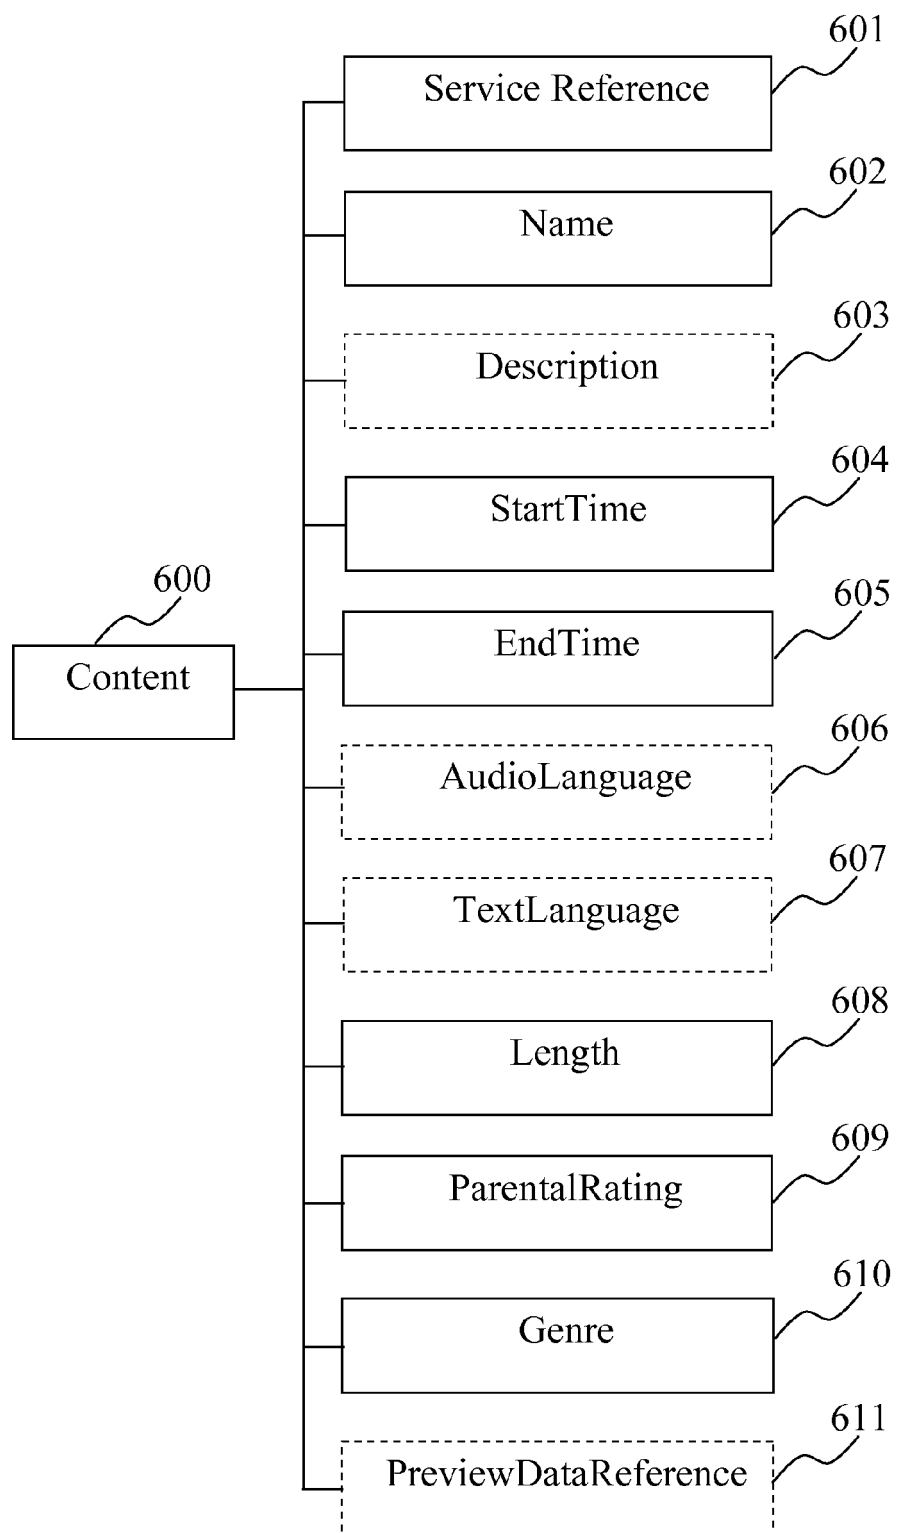 601
Service Reference
602
Name
603
Description
604
StartTime
600
605
EndTime
Content
606
AudioLanguage
607
TextLanguage
608
Length
609
ParentalRating
610
Genre
611
PreviewDataReference